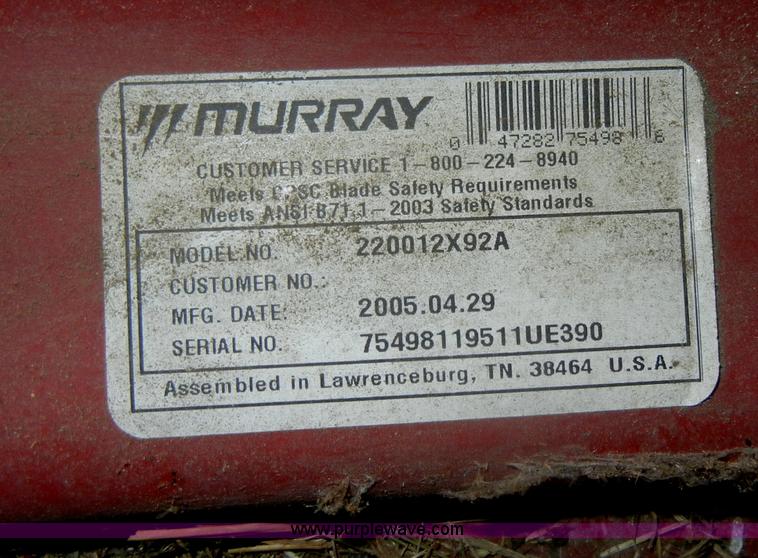 MURRAY
0 47282 75498 6
CUSTOMER SERVICE 1-800-224-8940
Meets CPSC Blade Safety Requirements
Meets ANSI B71.1-2003 Safety Standards
MODEL NO. 220012X92A
CUSTOMER NO.:
MFG. DATE: 2005.04.29
SERIAL NO. 75498119511UE390
Assembled in Lawrenceburg, TN. 38464 U.S.A.
www.purplewave.com